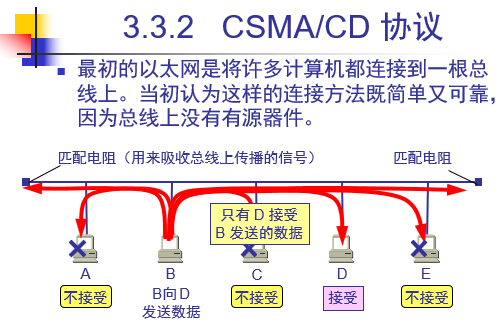 3.3.2 CSMA/CD 协议
最初的以太网是将许多计算机都连接到一根总
线上。当初认为这样的连接方法既简单又可靠，
因为总线上没有有源器件。
匹配电阻（用来吸收总线上传播的信号） 匹配电阻
只有 D 接受
B 发送的数据
A B C D E
不接受 B向D 不接受 接受 不接受
发送数据